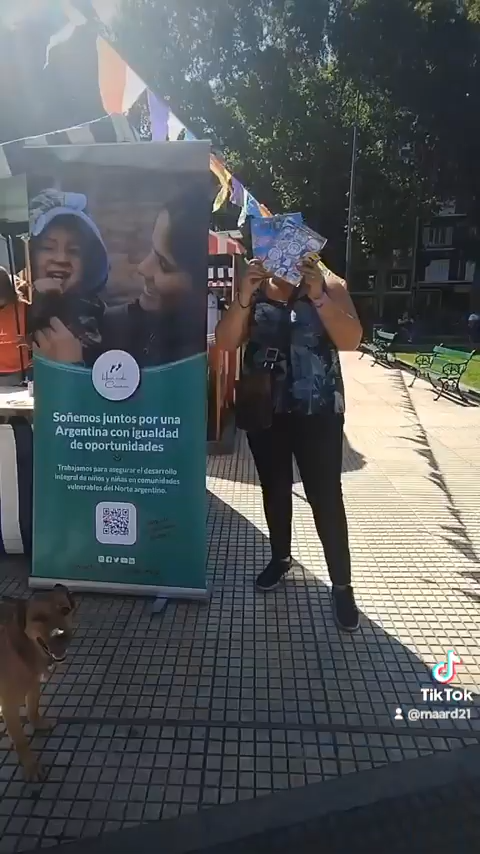 Soñemos juntos por una
Argentina con igualdad
de oportunidades
Trabajamos para asegurar el desarrollo
integral de niños y niñas en comunidades
vulnerables del Norte argentino.
TikTok
@maard21